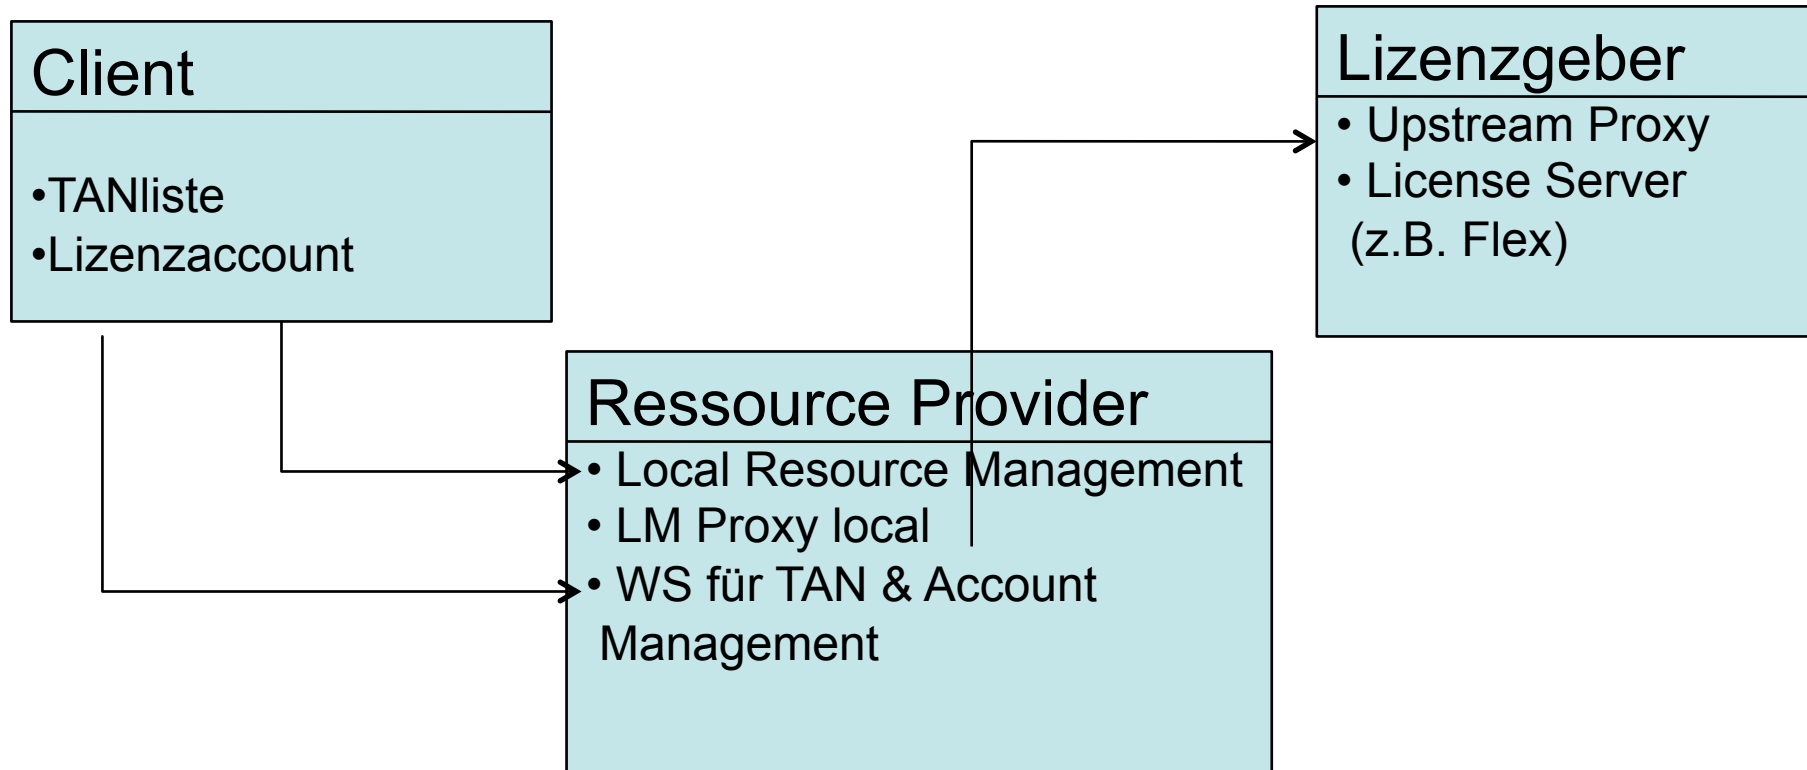 Client
•TANliste
•Lizenzaccount
Lizenzgeber
• Upstream Proxy
• License Server
(z.B. Flex)
Ressource Provider
• Local Resource Management
• LM Proxy local
• WS für TAN & Account
Management